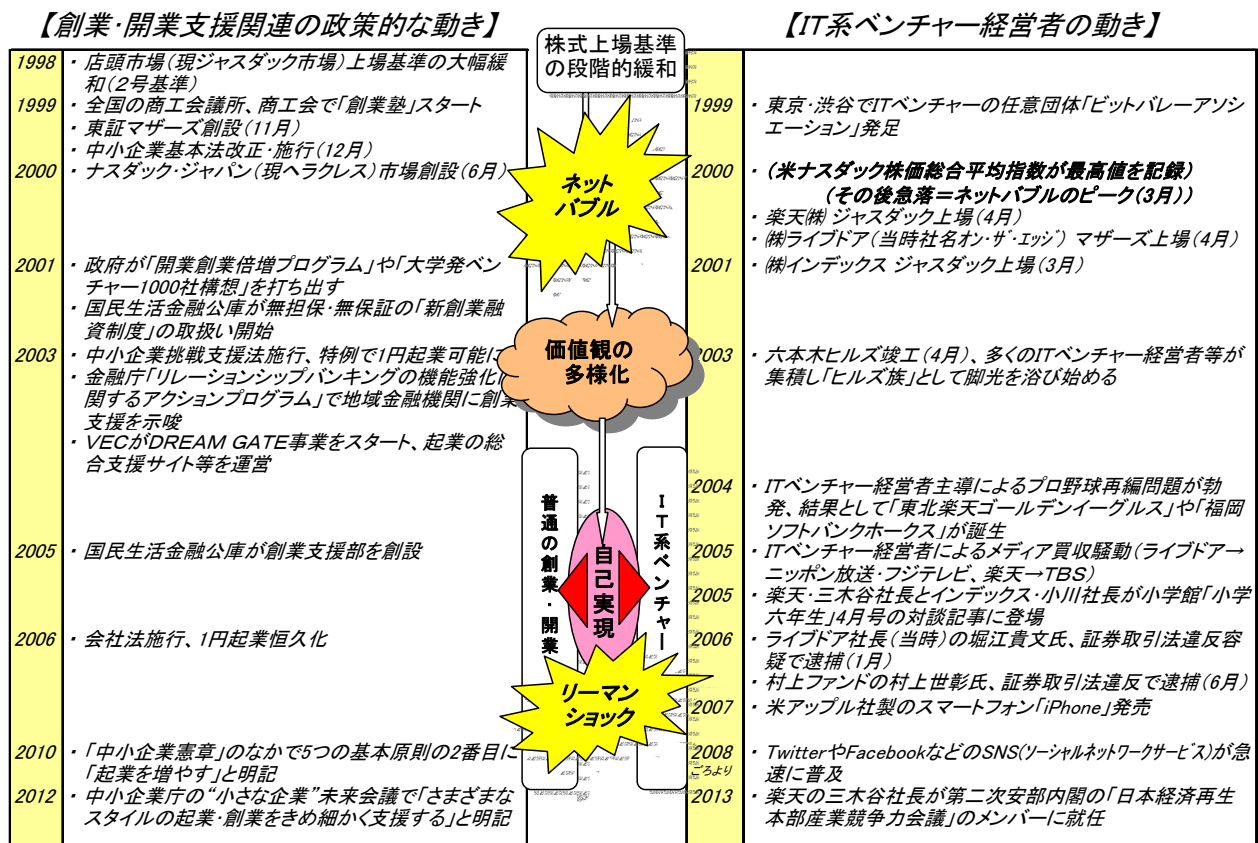 【創業・開業支援関連の政策的な動き】
1998
・ 店頭市場(現ジャスダック市場)上場基準の大幅緩
和(2号基準)
1999
・ 全国の商工会議所、商工会で「創業塾」スタート
・ 東証マザーズ創設(11月)
・ 中小企業基本法改正・施行(12月)
2000
・ ナスダック・ジャパン(現ヘラクレス)市場創設(6月)
2001
・ 政府が「開業創業倍増プログラム」や「大学発ベン
チャー1000社構想」を打ち出す
・ 国民生活金融公庫が無担保・無保証の「新創業融
資制度」の取扱い開始
2003
・ 中小企業挑戦支援法施行、特例で1円起業可能に
・ 金融庁「リレーションシップバンキングの機能強化に
関するアクションプログラム」で地域金融機関に創業
支援を示唆
・ VECがDREAM GATE事業をスタート、起業の総
合支援サイト等を運営
2005
・ 国民生活金融公庫が創業支援部を創設
2006
・ 会社法施行、1円起業恒久化
2010
・ 「中小企業憲章」のなかで5つの基本原則の2番目に
「起業を増やす」と明記
2012
・ 中小企業庁の“小さな企業”未来会議で「さまざまな
スタイルの起業・創業をきめ細かく支援する」と明記
株式上場基準
の段階的緩和
ネット
バブル
価値観の
多様化
普通の創業・開業
自己実現
IT系ベンチャー
リーマン
ショック
【IT系ベンチャー経営者の動き】
1999
・ 東京・渋谷でITベンチャーの任意団体「ビットバレーアソシ
エーション」発足
2000
・ (米ナスダック株価総合平均指数が最高値を記録)
(その後急落=ネットバブルのピーク(3月))
・ 楽天㈱ ジャスダック上場(4月)
・ ㈱ライブドア(当時社名オン・ザ・エッジ) マザーズ上場(4月)
2001
・ ㈱インデックス ジャスダック上場(3月)
2003
・ 六本木ヒルズ竣工(4月)、多くのITベンチャー経営者等が
集積し「ヒルズ族」として脚光を浴び始める
2004
・ ITベンチャー経営者主導によるプロ野球再編問題が勃
発、結果として「東北楽天ゴールデンイーグルス」や「福岡
ソフトバンクホークス」が誕生
2005
・ ITベンチャー経営者によるメディア買収騒動(ライブドア→
ニッポン放送・フジテレビ、楽天→TBS)
2005
・ 楽天・三木谷社長とインデックス・小川社長が小学館「小学
六年生」4月号の対談記事に登場
2006
・ ライブドア社長(当時)の堀江貴文氏、証券取引法違反容
疑で逮捕(1月)
・ 村上ファンドの村上世彰氏、証券取引法違反で逮捕(6月)
2007
・ 米アップル社製のスマートフォン「iPhone」発売
2008
ごろより
・ TwitterやFacebookなどのSNS(ソーシャルネットワークサービス)が急
速に普及
2013
・ 楽天の三木谷社長が第二次安部内閣の「日本経済再生
本部産業競争力会議」のメンバーに就任